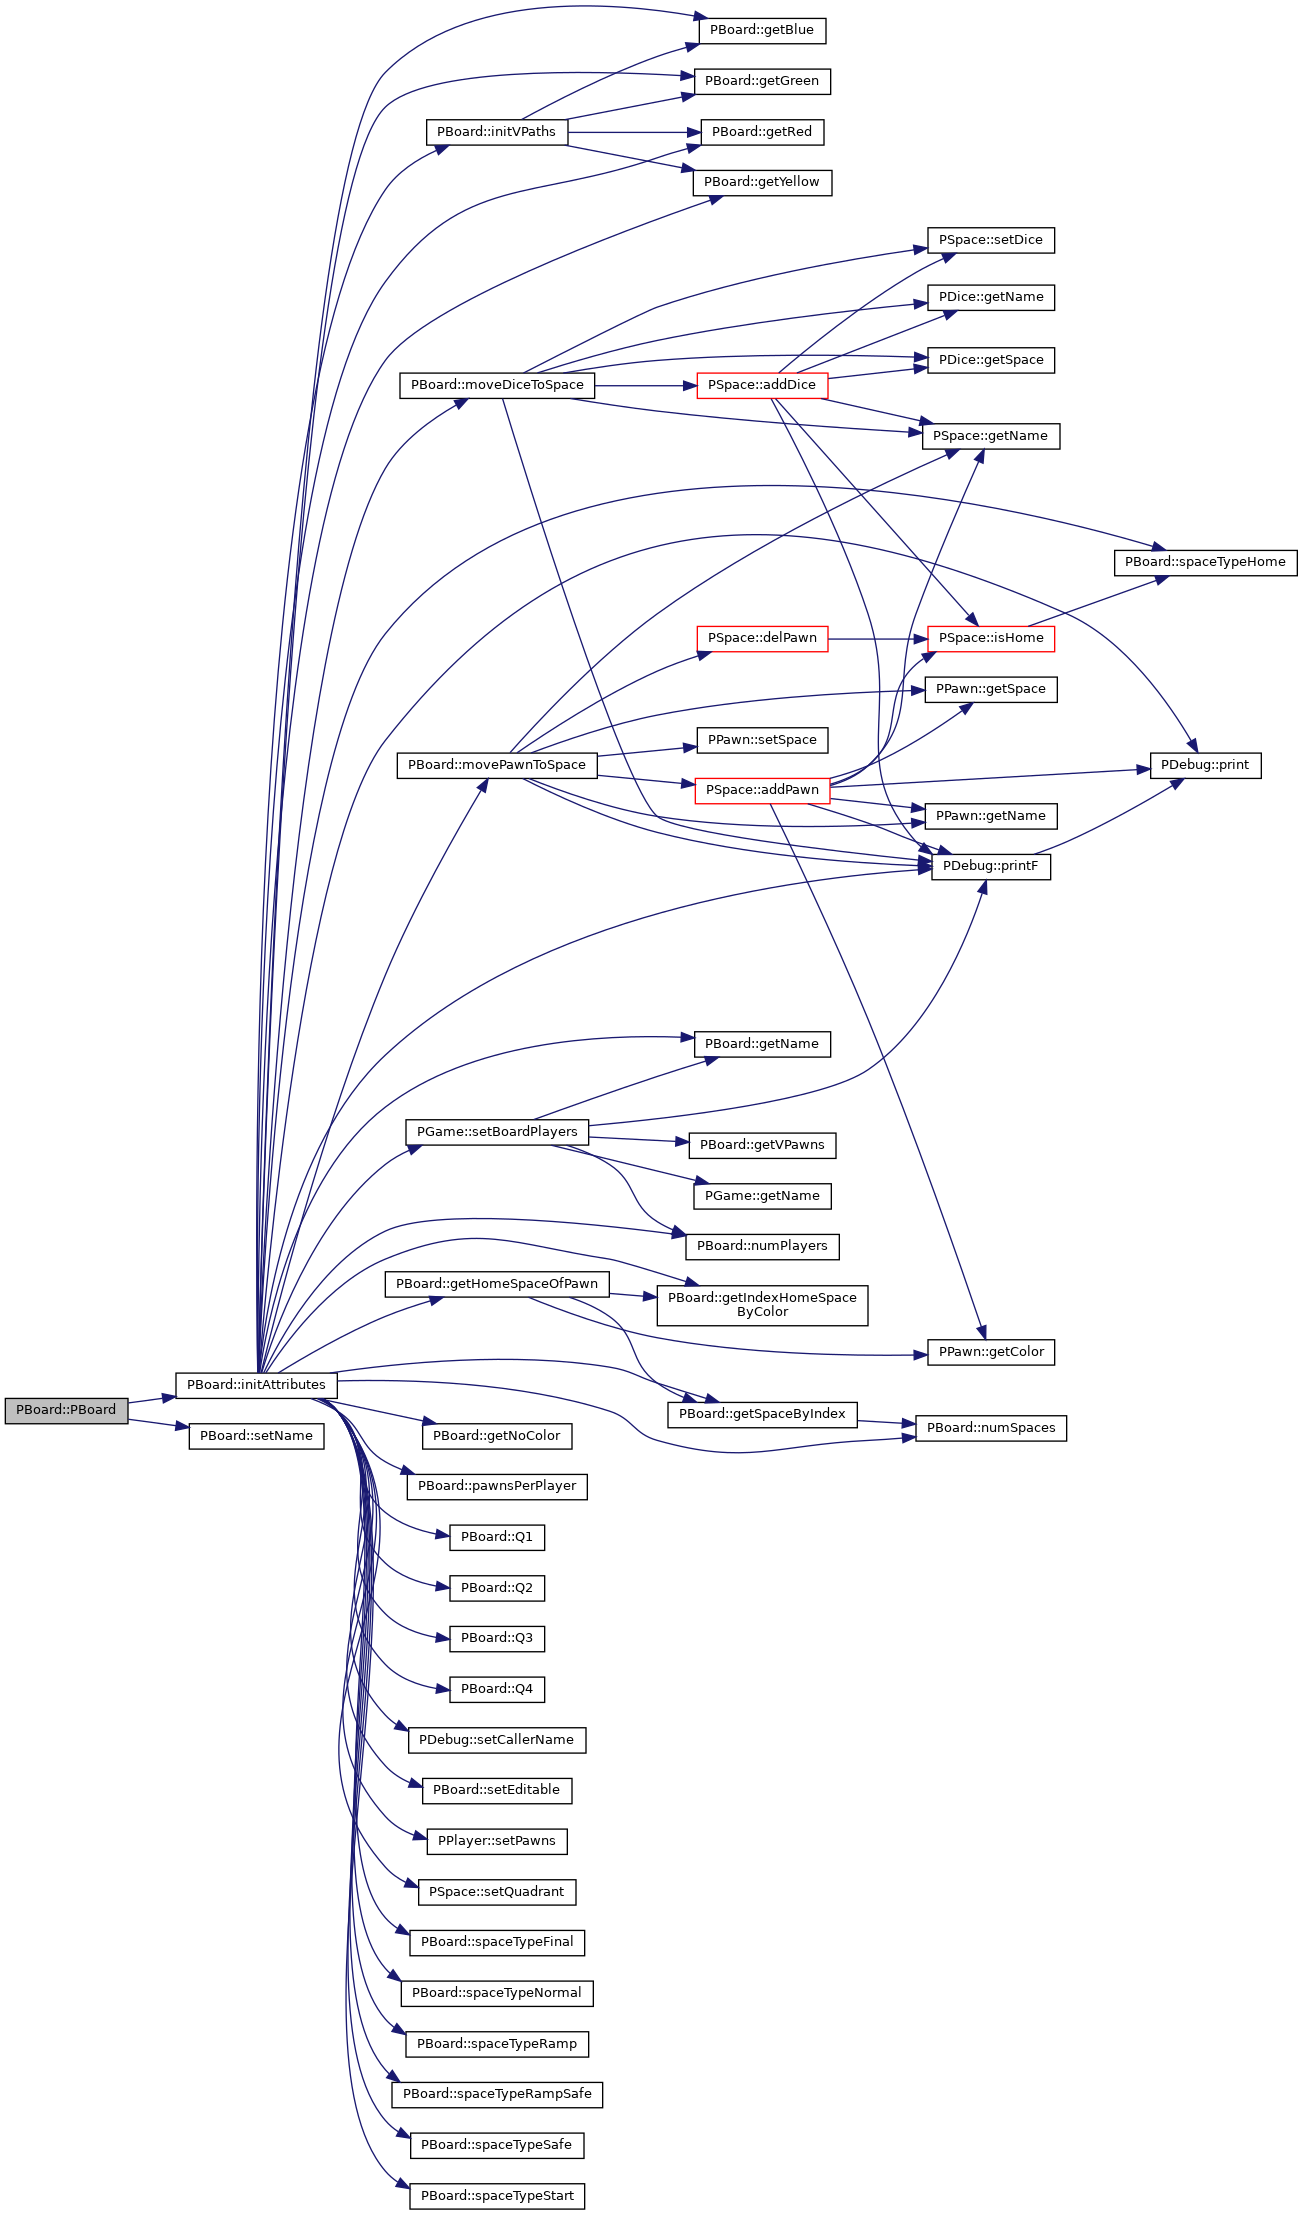 PBoard::getBlue
PBoard::getGreen
PBoard::initVPaths
PBoard::getRed
PBoard::getYellow
PSpace::setDice
PDice::getName
PDice::getSpace
PBoard::moveDiceToSpace
PSpace::addDice
PSpace::getName
PBoard::spaceTypeHome
PSpace::delPawn
PSpace::isHome
PPawn::getSpace
PPawn::setSpace
PBoard::movePawnToSpace
PDebug::print
PSpace::addPawn
PPawn::getName
PDebug::printF
PBoard::getName
PGame::setBoardPlayers
PBoard::getVPawns
PGame::getName
PBoard::numPlayers
PBoard::getHomeSpaceOfPawn
PBoard::getIndexHomeSpace
ByColor
PPawn::getColor
PBoard::initAttributes
PBoard::PBoard
PBoard::getSpaceByIndex
PBoard::numSpaces
PBoard::setName
PBoard::getNoColor
PBoard::pawnsPerPlayer
PBoard::Q1
PBoard::Q2
PBoard::Q3
PBoard::Q4
PDebug::setCallerName
PBoard::setEditable
PPlayer::setPawns
PSpace::setQuadrant
PBoard::spaceTypeFinal
PBoard::spaceTypeNormal
PBoard::spaceTypeRamp
PBoard::spaceTypeRampSafe
PBoard::spaceTypeSafe
PBoard::spaceTypeStart